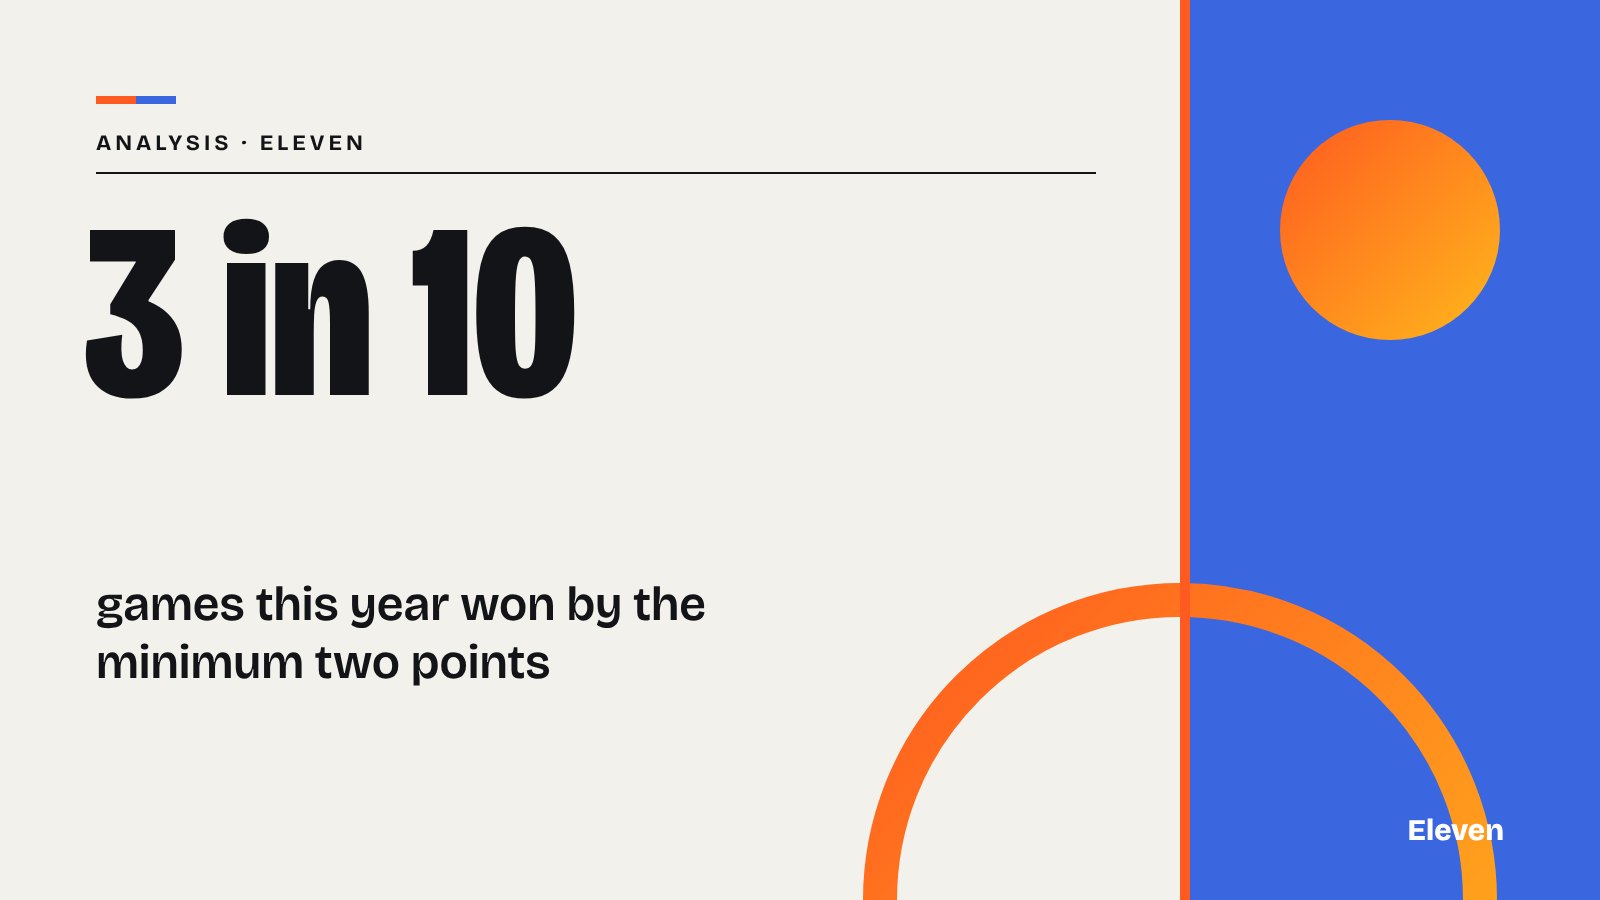 ANALYSIS · ELEVEN
3 in 10
games this year won by the
minimum two points
Eleven